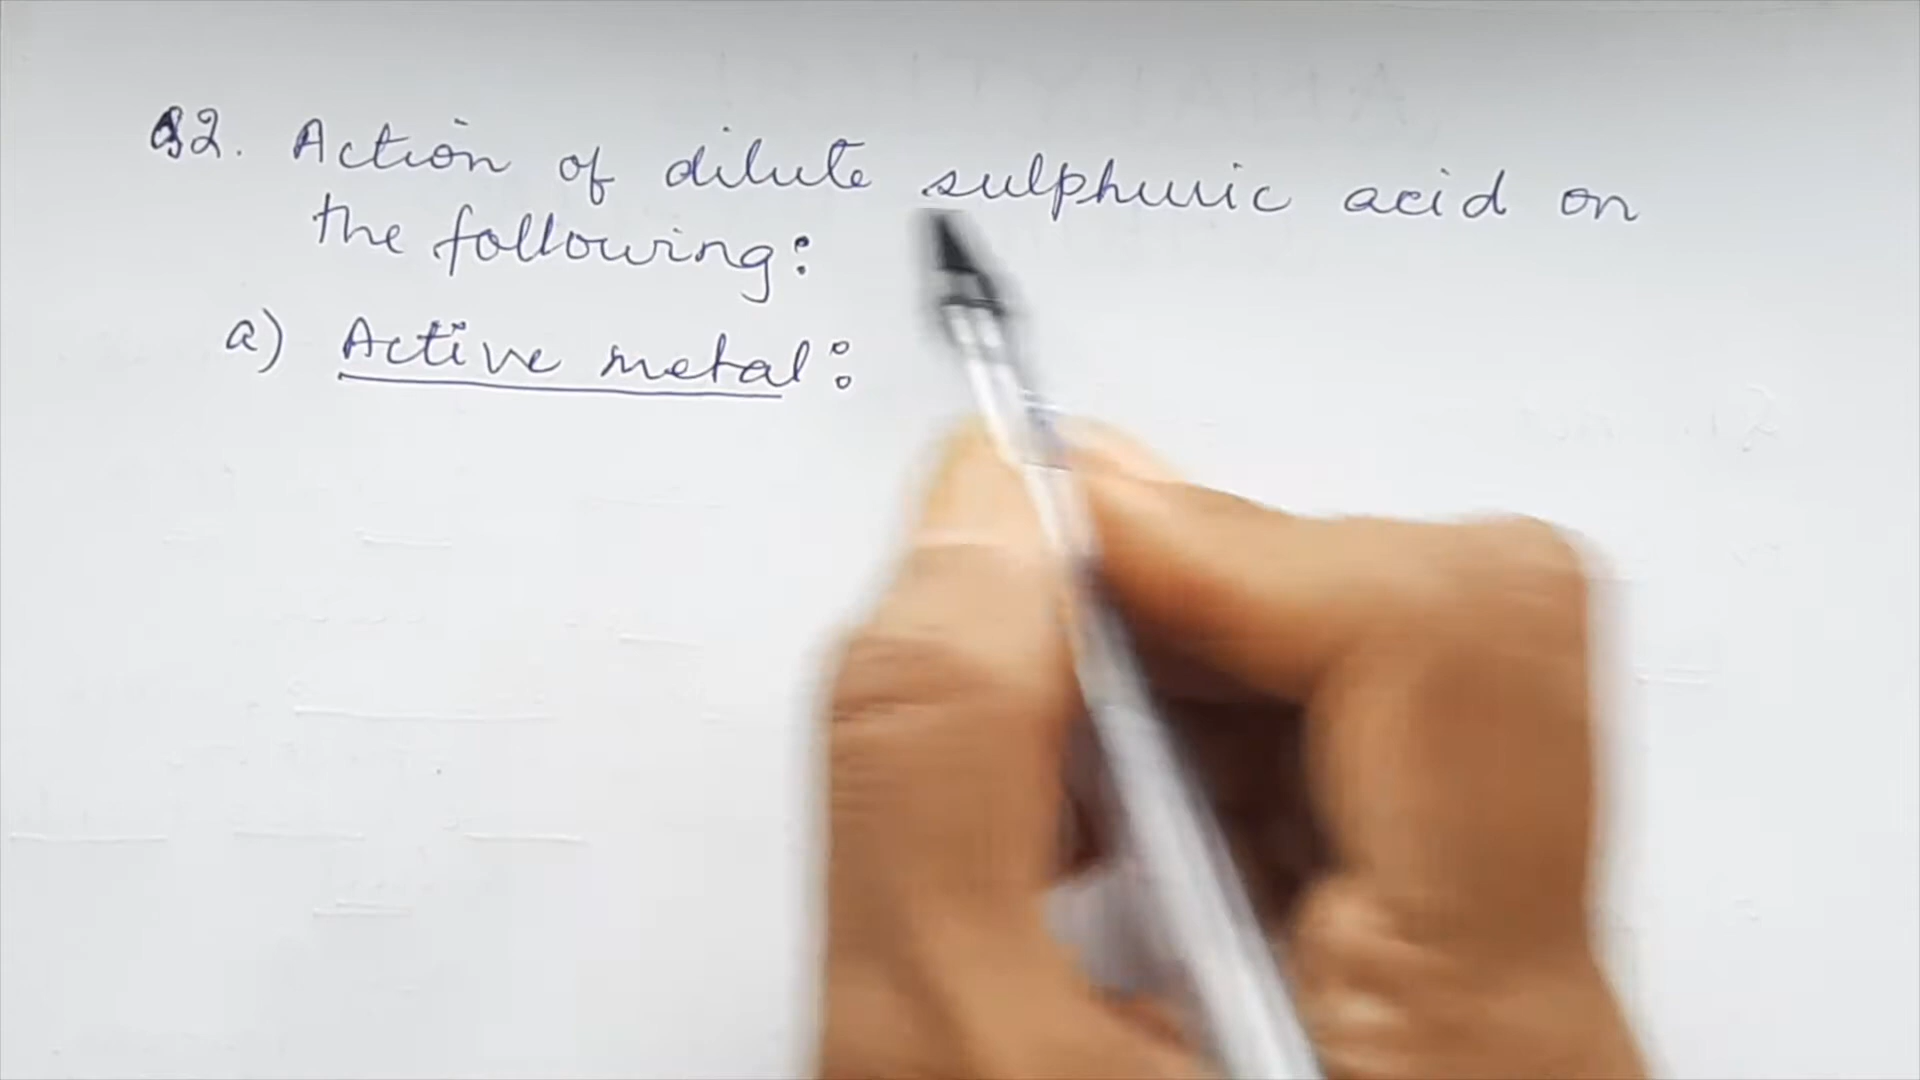 Q2. Action of dilute sulphuric acid on
the following:
a) Active metal: